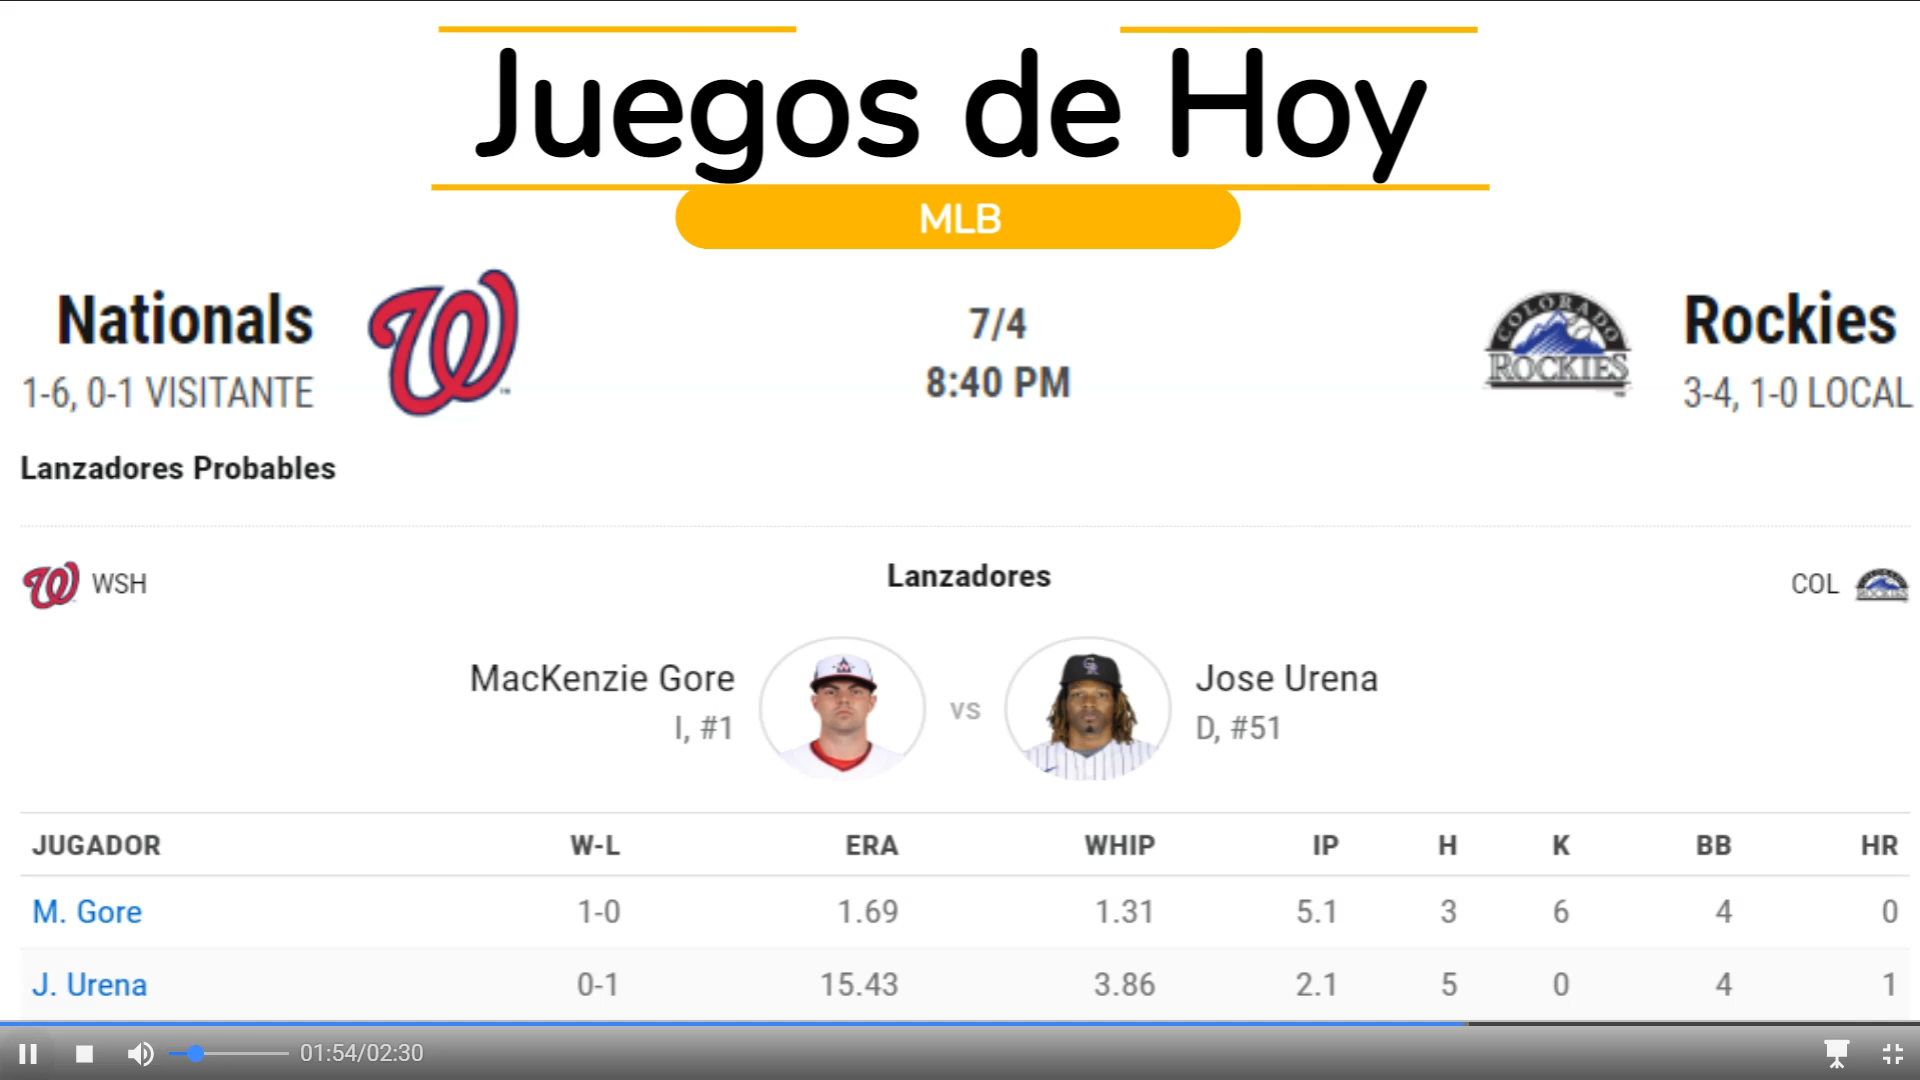 Juegos de Hoy
MLB
Nationals
1-6, 0-1 VISITANTE
7/4
8:40 PM
COLORADO
ROCKIES
Rockies
3-4, 1-0 LOCAL
Lanzadores Probables
WSH
Lanzadores
COL
MacKenzie Gore
I, #1
vs
Jose Urena
D, #51
JUGADOR W-L ERA WHIP IP H K BB HR
M. Gore 1-0 1.69 1.31 5.1 3 6 4 0
J. Urena 0-1 15.43 3.86 2.1 5 0 4 1
01:54/02:30